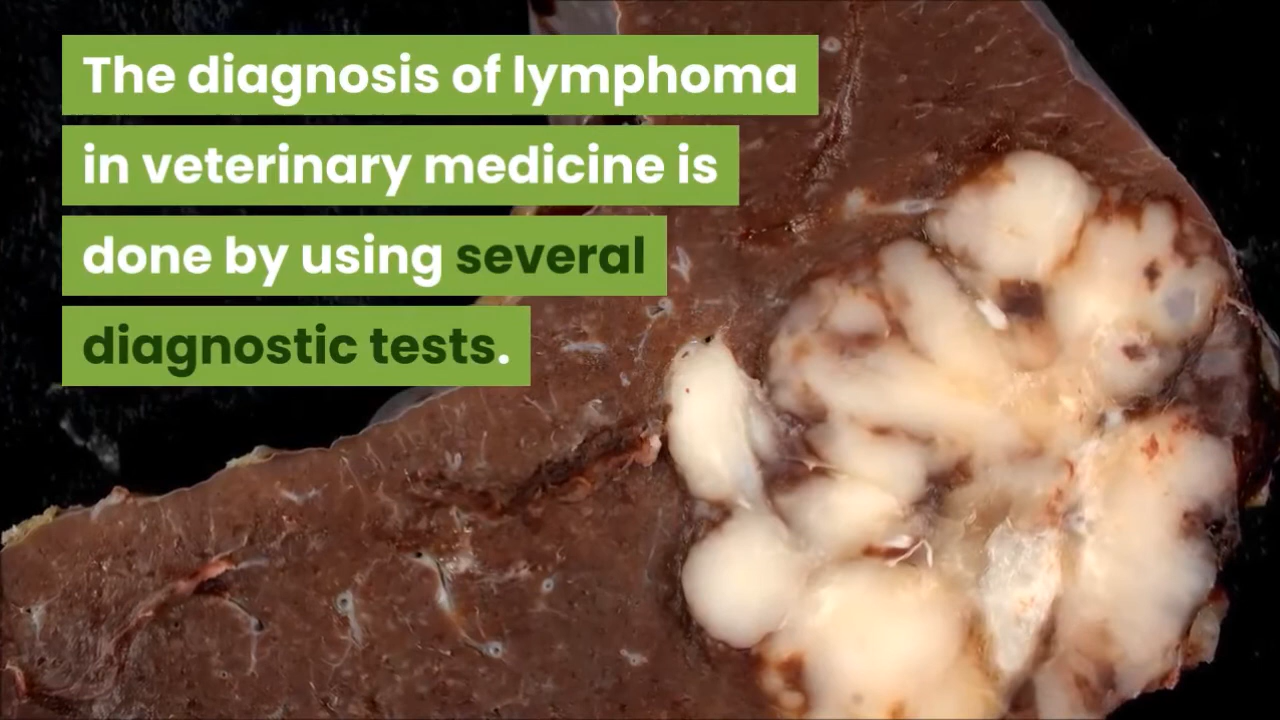 The diagnosis of lymphoma
in veterinary medicine is
done by using several
diagnostic tests.